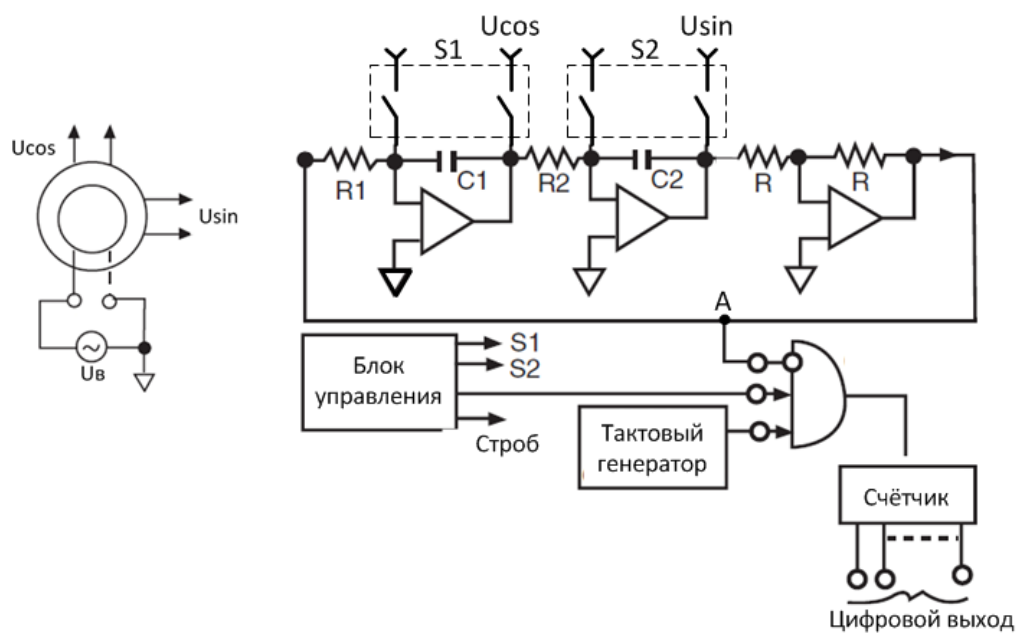 Ucos
Usin
Uв
S1
Ucos
S2
Usin
R1
C1
R2
C2
R
R
A
Блок
управления
S1
S2
Строб
Тактовый
генератор
Счётчик
Цифровой выход